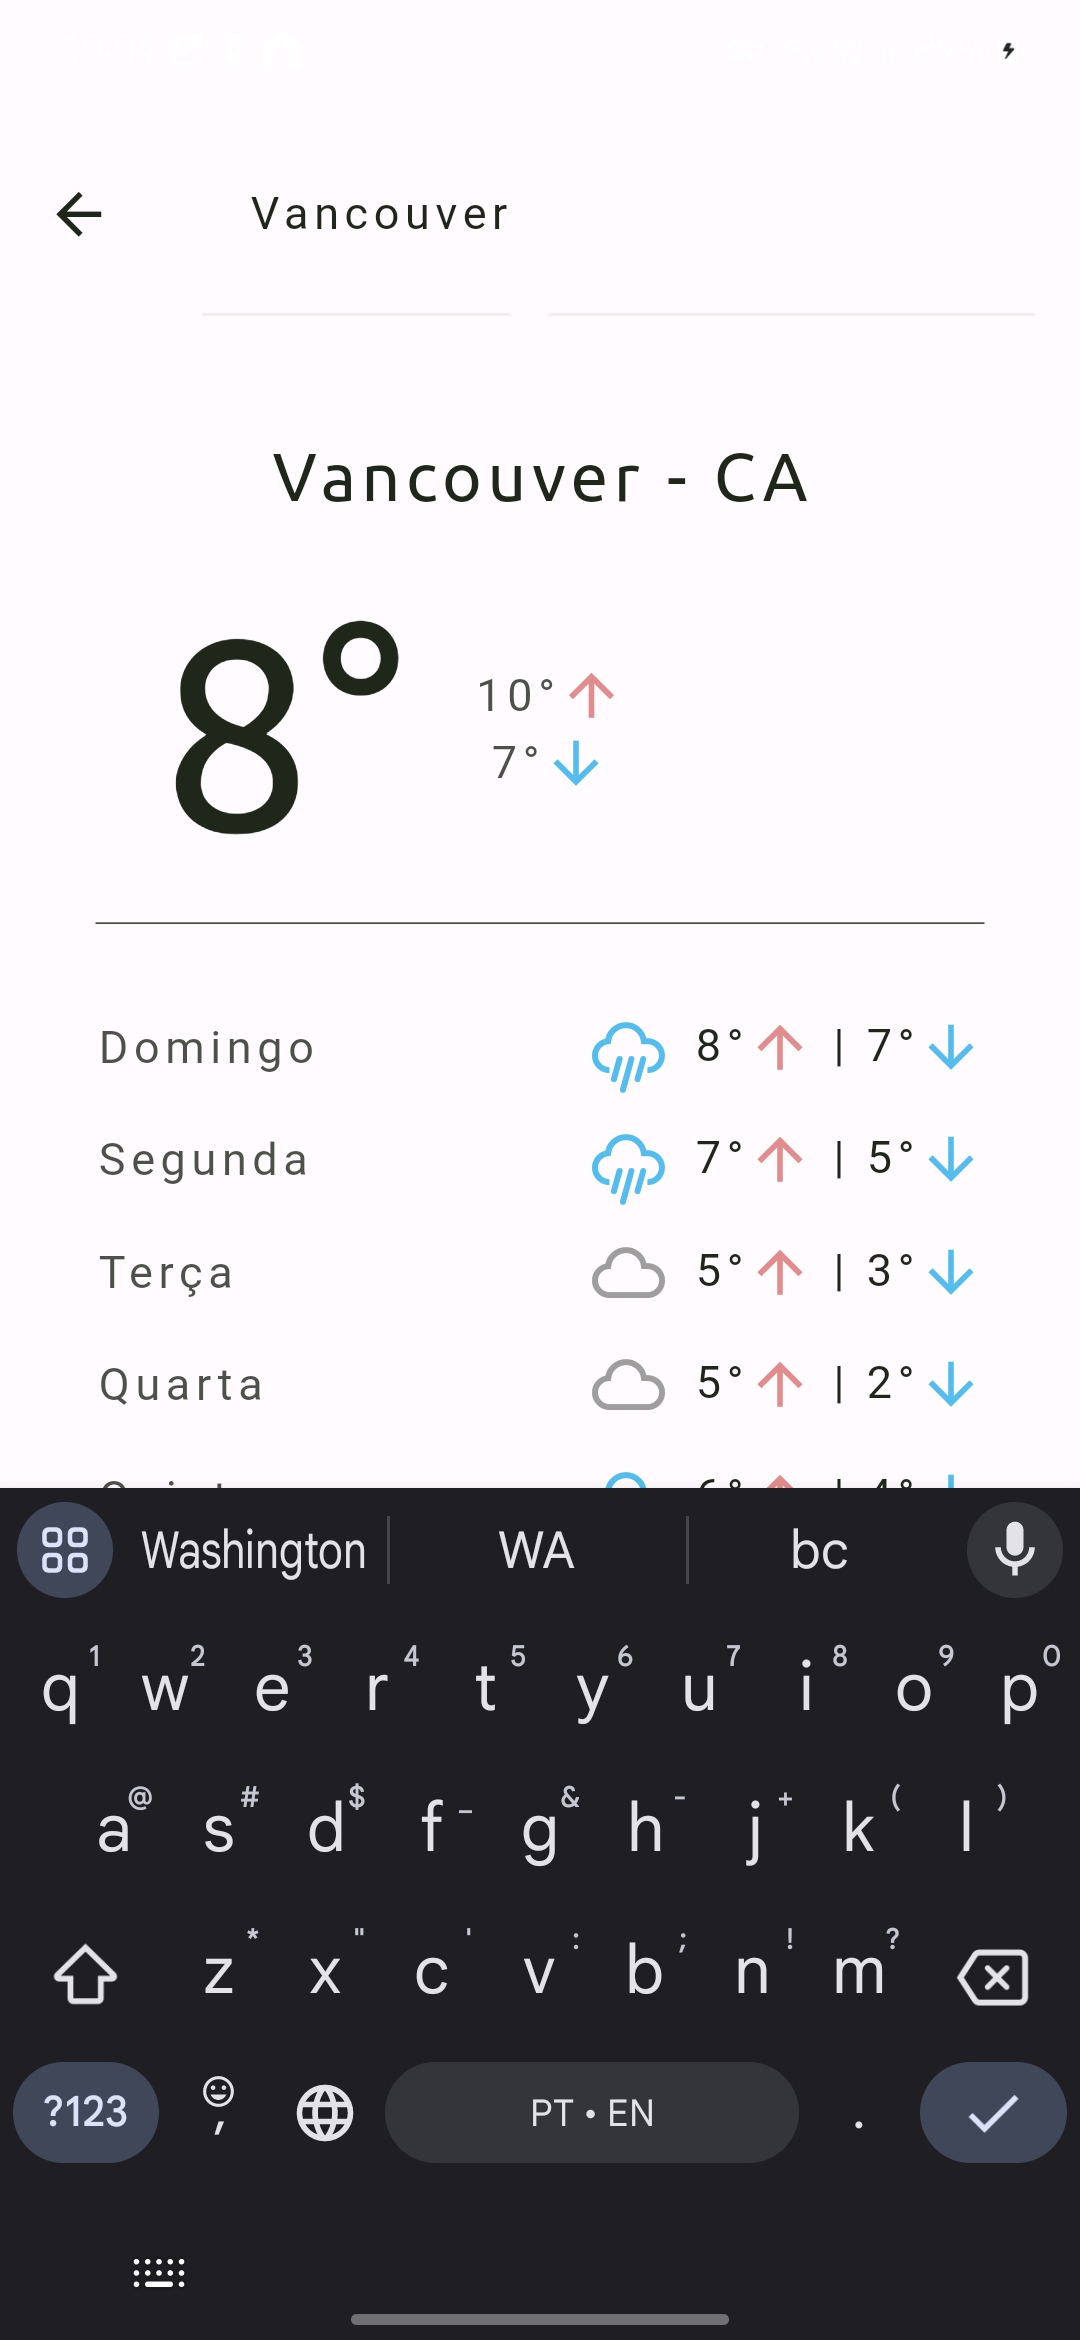 Vancouver
Vancouver - CA
8°
10°
7°
Domingo 8° | 7°
Segunda 7° | 5°
Terça 5° | 3°
Quarta 5° | 2°
Washington WA bc
q1 w2 e3 r4 t5 y6 u7 i8 o9 p0
a@ s# d$ f_ g& h- j+ k( l)
z* x" c' v: b; n! m?
?123 , PT • EN .